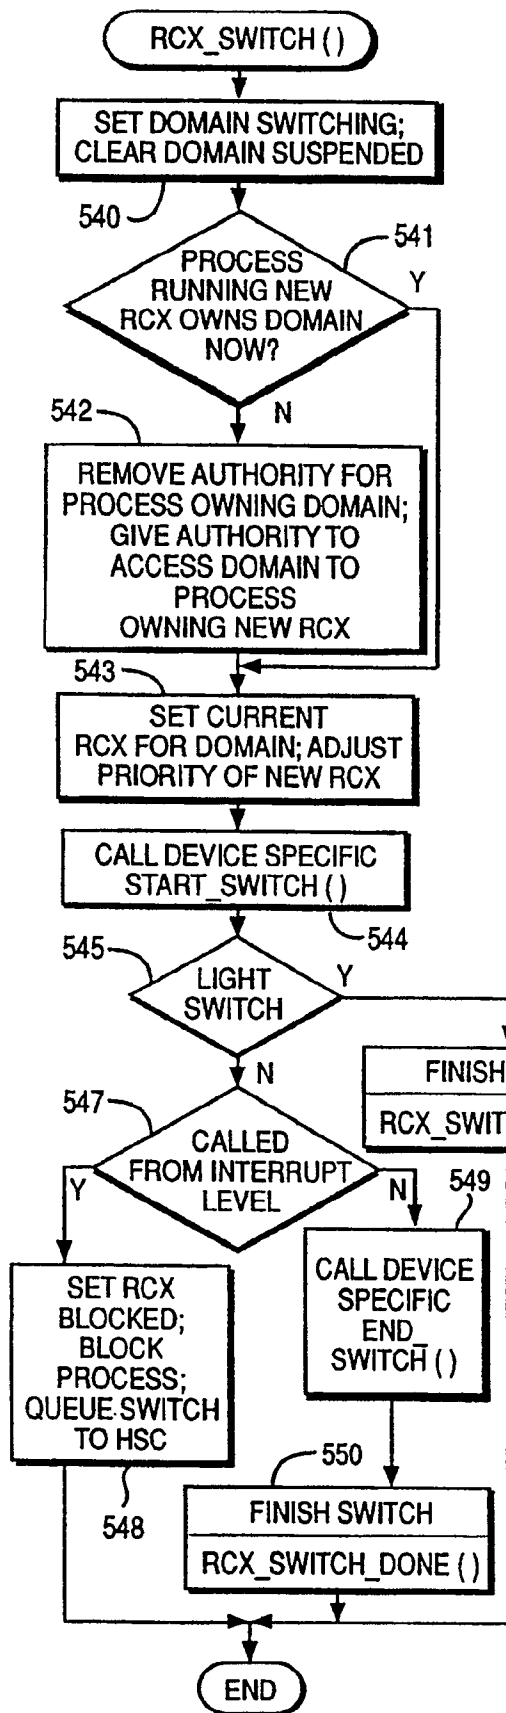 RCX_SWITCH ( )
SET DOMAIN SWITCHING;
CLEAR DOMAIN SUSPENDED
540
541
PROCESS
RUNNING NEW
RCX OWNS DOMAIN
NOW?
Y
N
542
REMOVE AUTHORITY FOR
PROCESS OWNING DOMAIN;
GIVE AUTHORITY TO
ACCESS DOMAIN TO
PROCESS
OWNING NEW RCX
543
SET CURRENT
RCX FOR DOMAIN; ADJUST
PRIORITY OF NEW RCX
CALL DEVICE SPECIFIC
START_SWITCH ( )
544
545
LIGHT
SWITCH
Y
N
FINISH
RCX_SWIT
547
CALLED
FROM INTERRUPT
LEVEL
Y
N
549
SET RCX
BLOCKED;
BLOCK
PROCESS;
QUEUE SWITCH
TO HSC
548
CALL DEVICE
SPECIFIC
END_
SWITCH ( )
550
FINISH SWITCH
RCX_SWITCH_DONE ( )
END